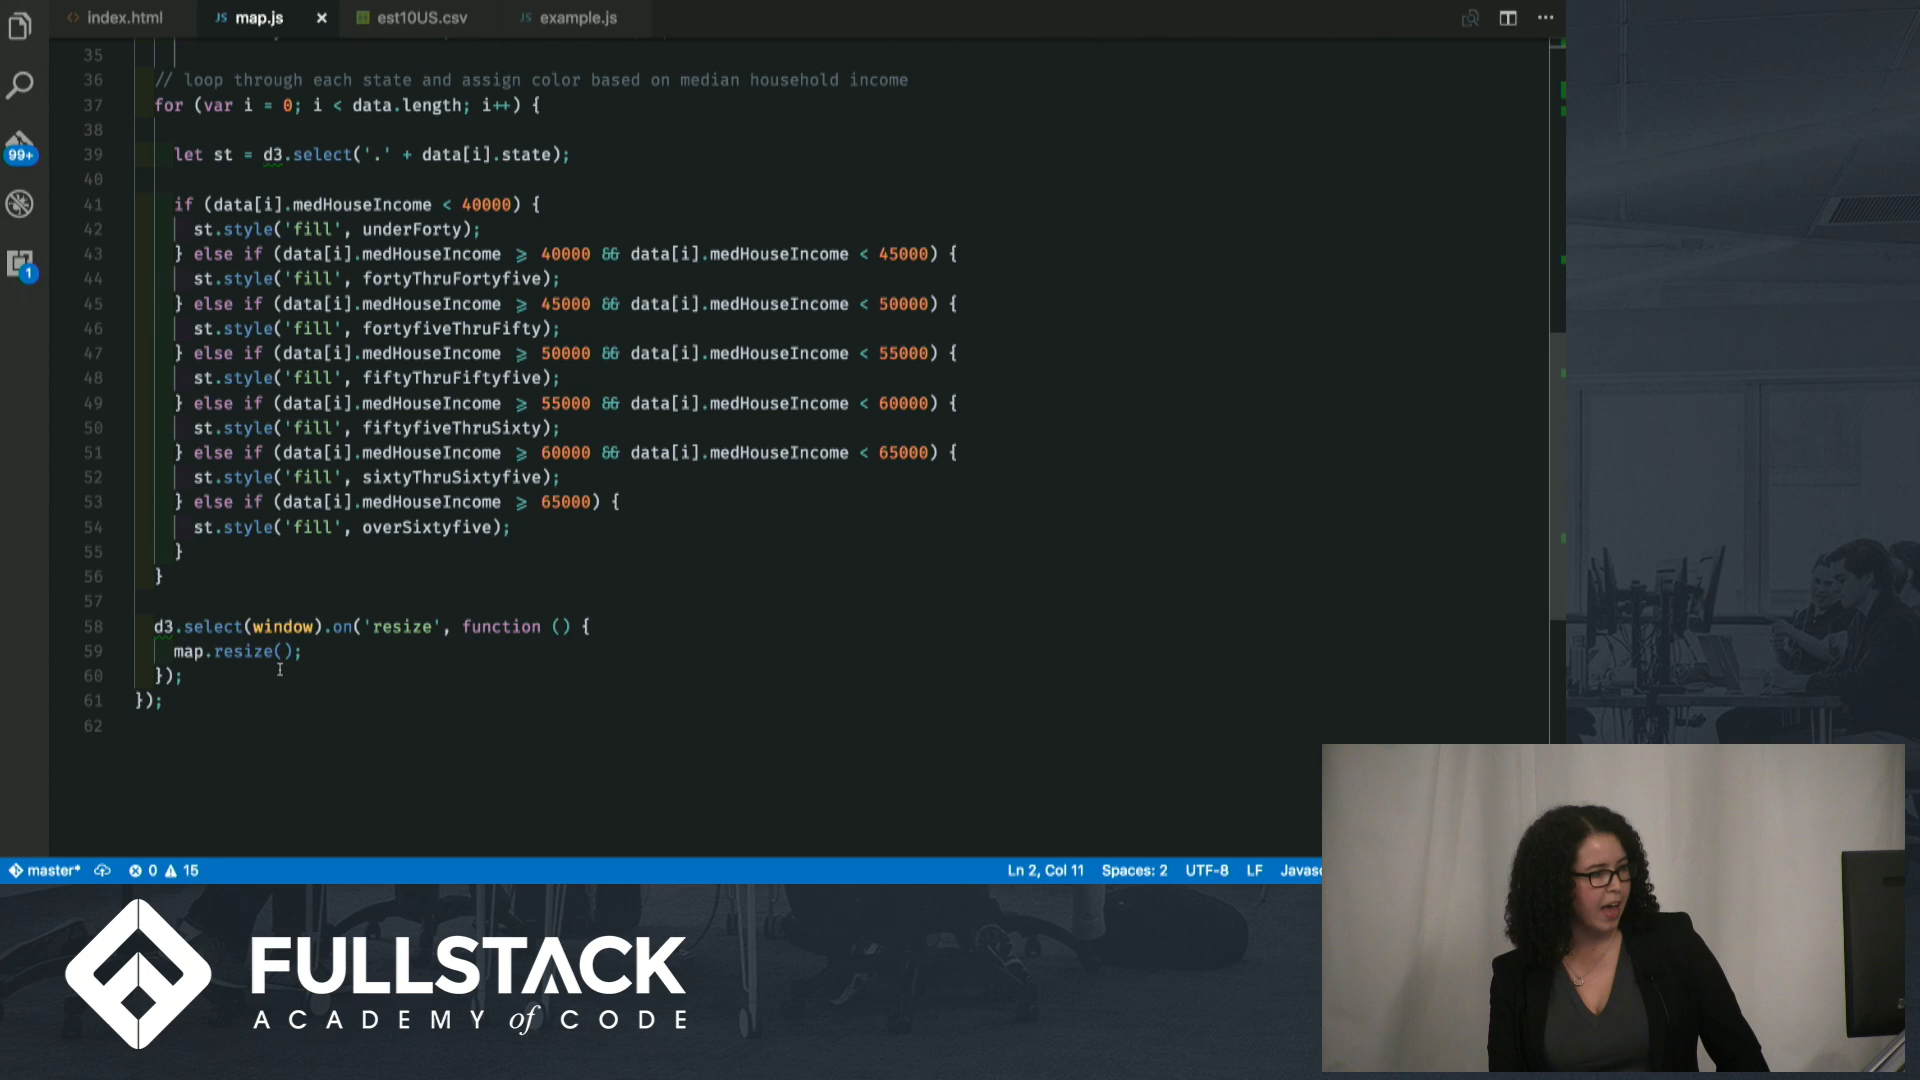 index.html
JS map.js ×
est10US.csv
JS example.js
35
36 // loop through each state and assign color based on median household income
37 for (var i = 0; i < data.length; i++) {
38
39 let st = d3.select('.' + data[i].state);
40
41 if (data[i].medHouseIncome < 40000) {
42 st.style('fill', underForty);
43 } else if (data[i].medHouseIncome ⩾ 40000 && data[i].medHouseIncome < 45000) {
44 st.style('fill', fortyThruFortyfive);
45 } else if (data[i].medHouseIncome ⩾ 45000 && data[i].medHouseIncome < 50000) {
46 st.style('fill', fortyfiveThruFifty);
47 } else if (data[i].medHouseIncome ⩾ 50000 && data[i].medHouseIncome < 55000) {
48 st.style('fill', fiftyThruFiftyfive);
49 } else if (data[i].medHouseIncome ⩾ 55000 && data[i].medHouseIncome < 60000) {
50 st.style('fill', fiftyfiveThruSixty);
51 } else if (data[i].medHouseIncome ⩾ 60000 && data[i].medHouseIncome < 65000) {
52 st.style('fill', sixtyThruSixtyfive);
53 } else if (data[i].medHouseIncome ⩾ 65000) {
54 st.style('fill', overSixtyfive);
55 }
56 }
57
58 d3.select(window).on('resize', function () {
59 map.resize();
60 });
61 });
62
99+
1
master* 0 15 Ln 2, Col 11 Spaces: 2 UTF-8 LF Javasc
FULLSTACK
ACADEMY of CODE